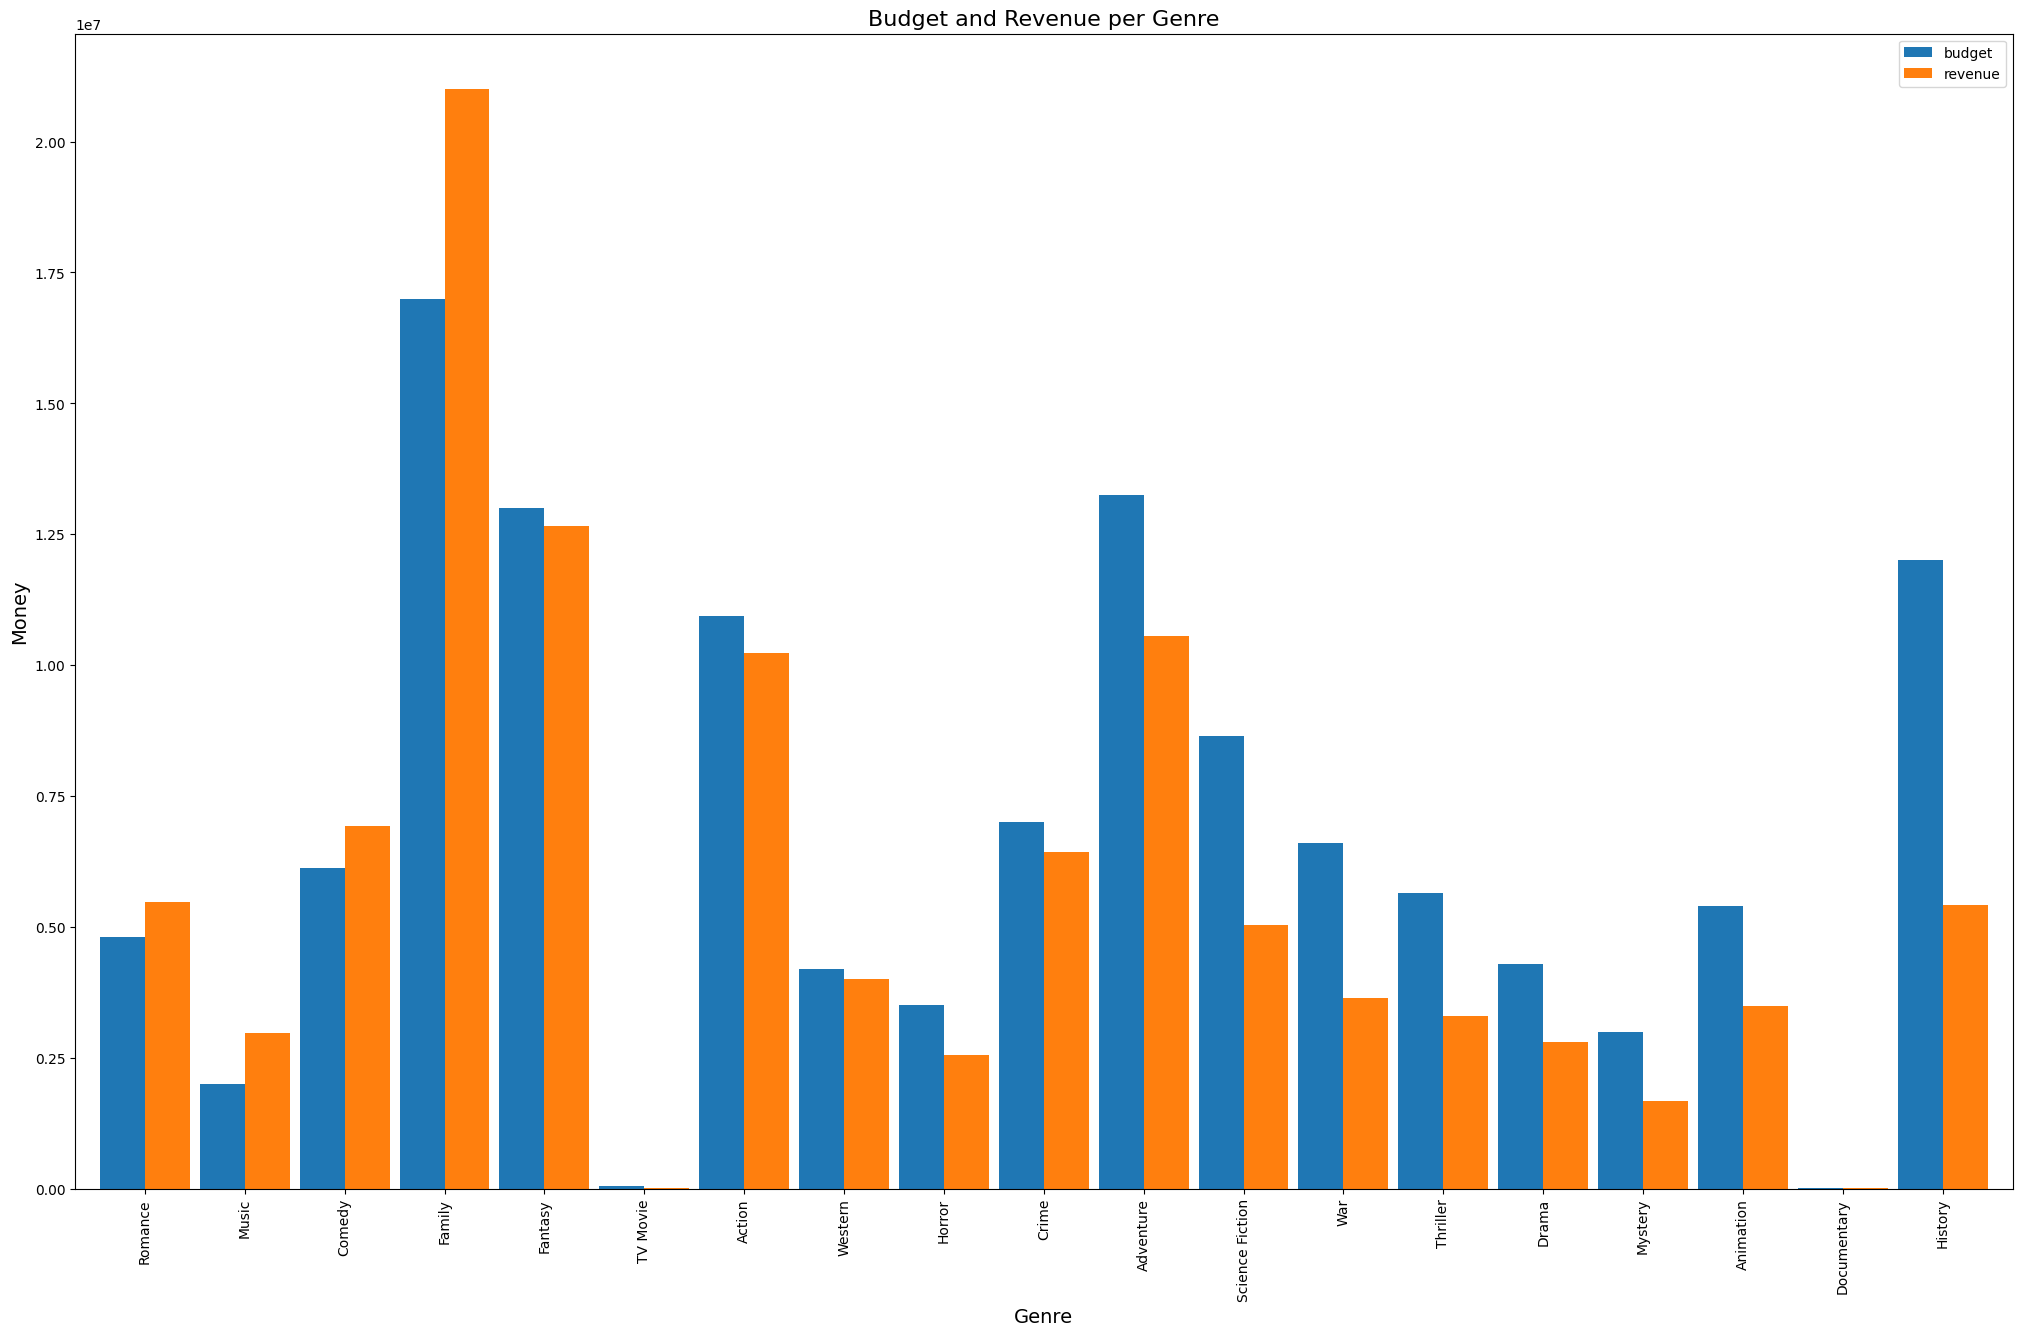 Budget and Revenue per Genre
1e7
budget
revenue
2.00
1.75
1.50
1.25
1.00
0.75
0.50
0.25
0.00
Money
Romance
Music
Comedy
Family
Fantasy
TV Movie
Action
Western
Horror
Crime
Adventure
Science Fiction
War
Thriller
Drama
Mystery
Animation
Documentary
History
Genre